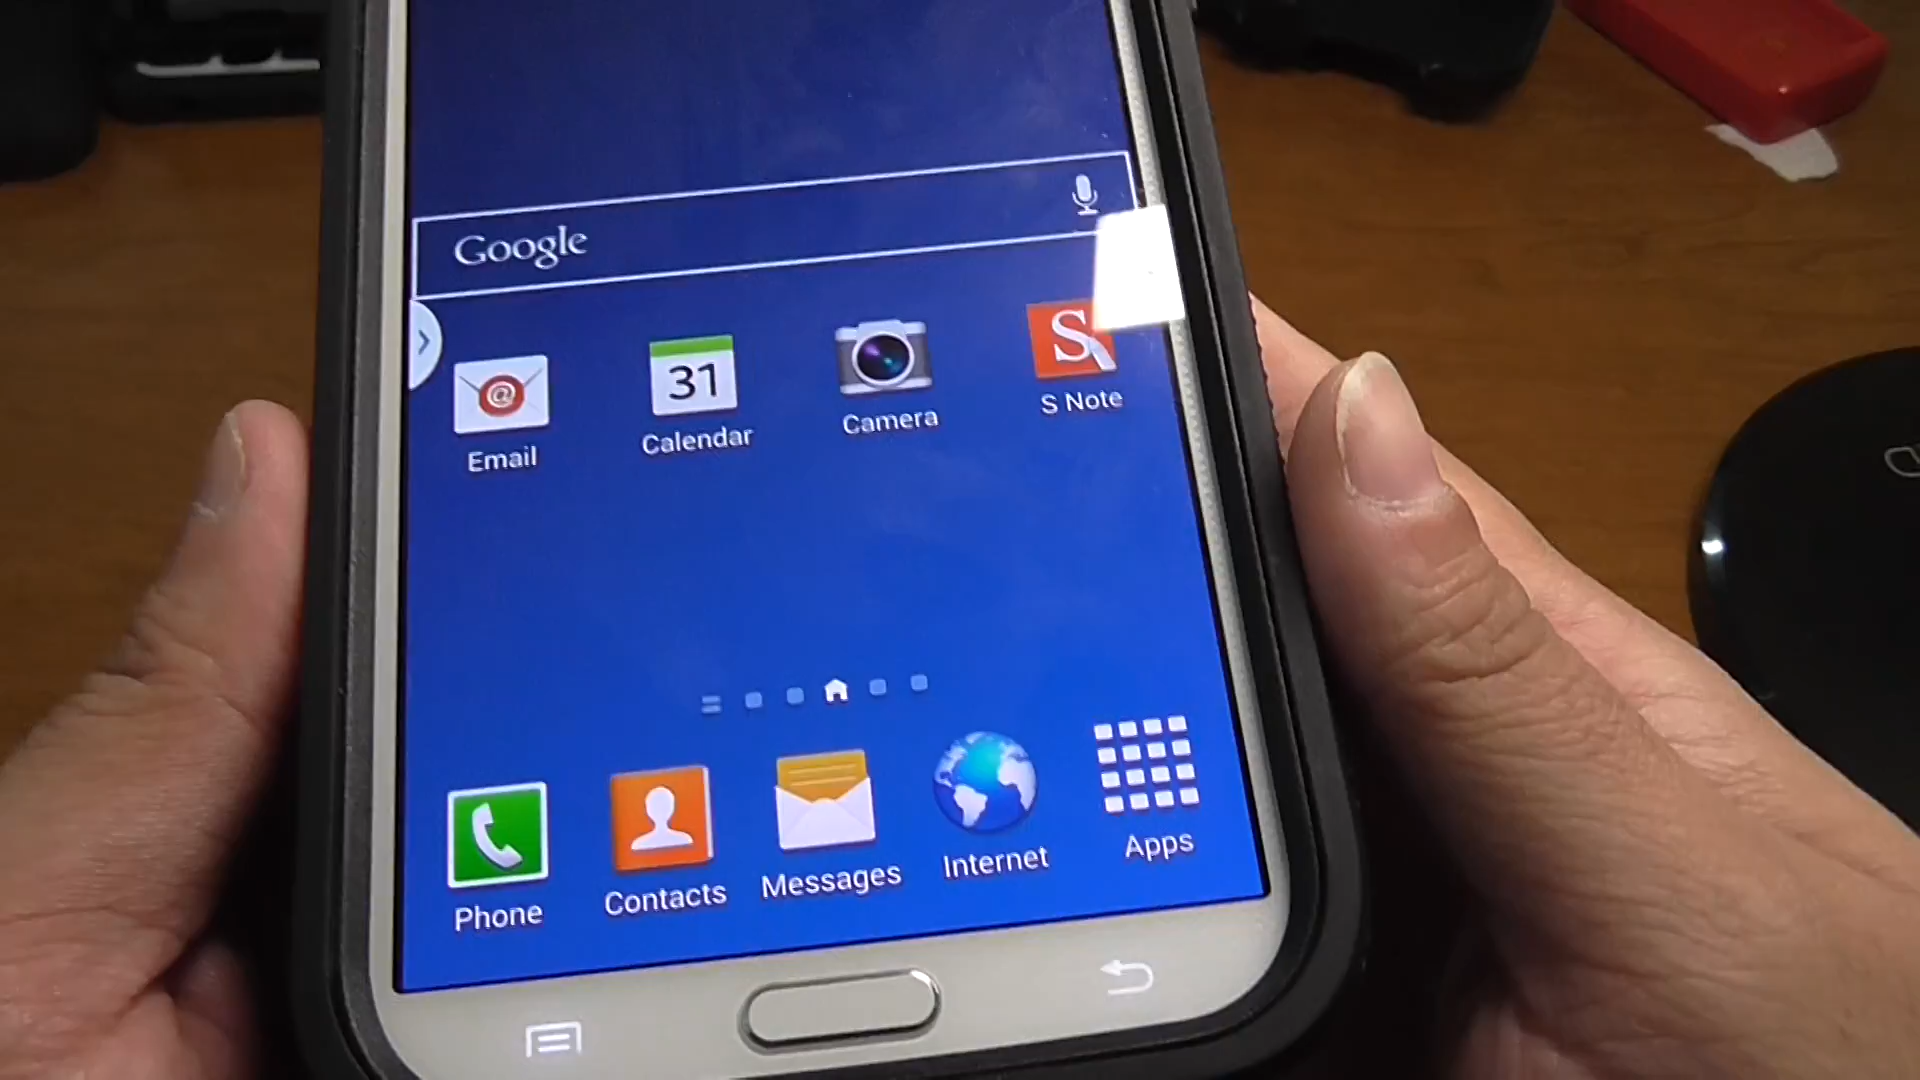 Google
@
31
S
Email
Calendar
Camera
S Note
Phone
Contacts
Messages
Internet
Apps